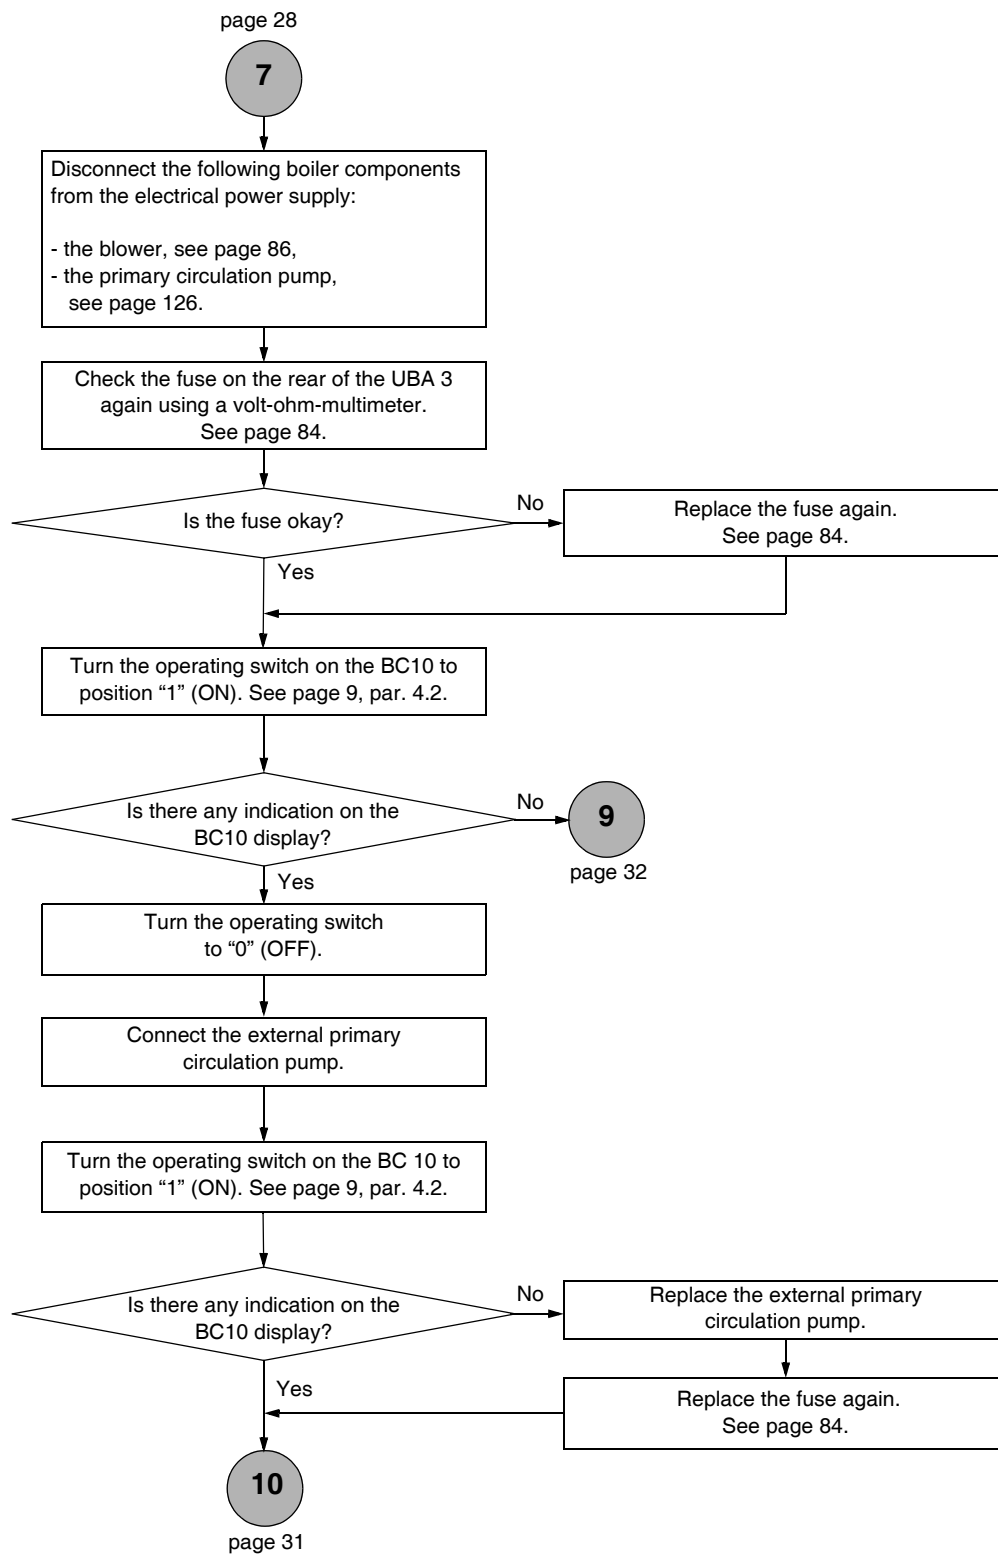 page 28
7
Disconnect the following boiler components
from the electrical power supply:
- the blower, see page 86,
- the primary circulation pump,
see page 126.
Check the fuse on the rear of the UBA 3
again using a volt-ohm-multimeter.
See page 84.
Is the fuse okay?
No
Replace the fuse again.
See page 84.
Yes
Turn the operating switch on the BC10 to
position “1” (ON). See page 9, par. 4.2.
Is there any indication on the
BC10 display?
No
9
page 32
Yes
Turn the operating switch
to “0” (OFF).
Connect the external primary
circulation pump.
Turn the operating switch on the BC 10 to
position “1” (ON). See page 9, par. 4.2.
Is there any indication on the
BC10 display?
No
Replace the external primary
circulation pump.
Yes
Replace the fuse again.
See page 84.
10
page 31